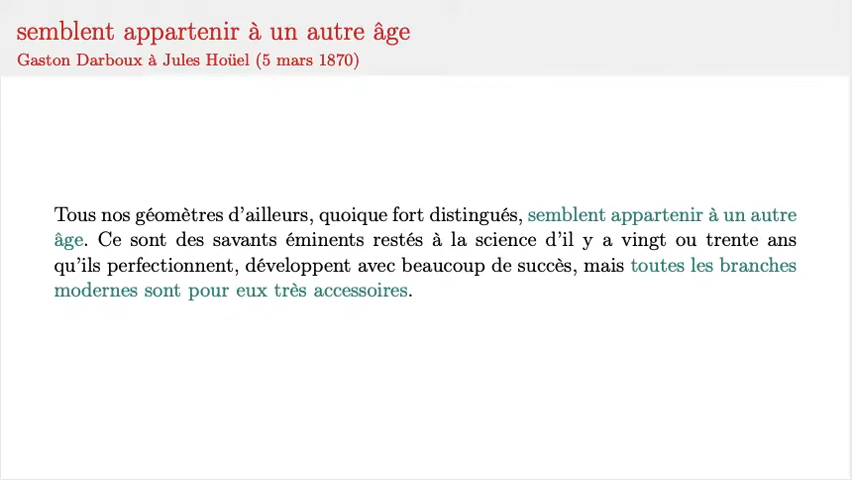 semblent appartenir à un autre âge
Gaston Darboux à Jules Hoüel (5 mars 1870)
Tous nos géomètres d'ailleurs, quoique fort distingués, semblent appartenir à un autre
âge. Ce sont des savants éminents restés à la science d'il y a vingt ou trente ans
qu'ils perfectionnent, développent avec beaucoup de succès, mais toutes les branches
modernes sont pour eux très accessoires.